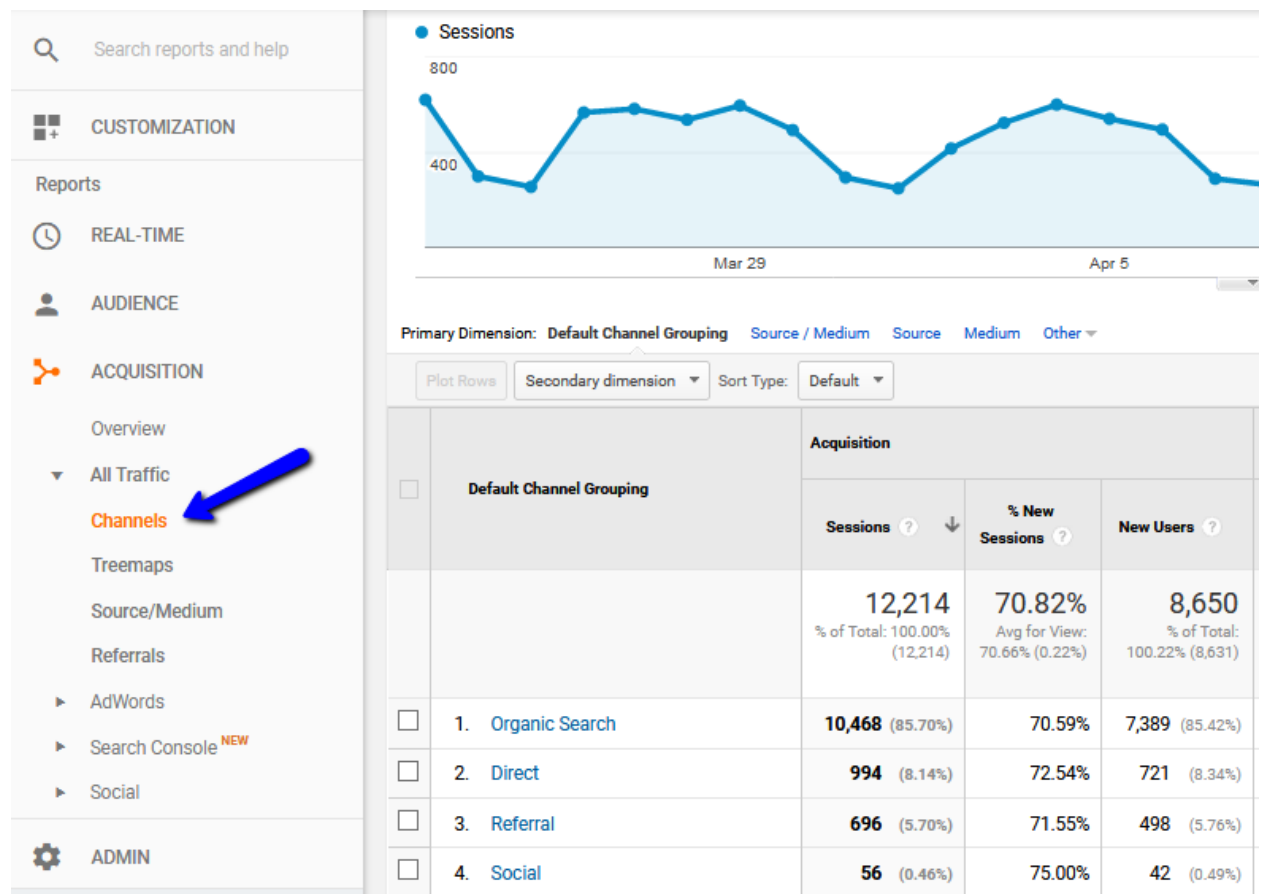 Search reports and help
CUSTOMIZATION
Reports
REAL-TIME
AUDIENCE
ACQUISITION
Overview
All Traffic
Channels
Treemaps
Source/Medium
Referrals
AdWords
Search Console NEW
Social
ADMIN
Sessions
800
400
Mar 29 Apr 5
Primary Dimension: Default Channel Grouping Source / Medium Source Medium Other
Plot Rows Secondary dimension Sort Type: Default
Default Channel Grouping
Acquisition
Sessions ? % New Sessions ? New Users ?
12,214 70.82% 8,650
% of Total: 100.00% (12,214) Avg for View: 70.66% (0.22%) % of Total: 100.22% (8,631)
1. Organic Search 10,468 (85.70%) 70.59% 7,389 (85.42%)
2. Direct 994 (8.14%) 72.54% 721 (8.34%)
3. Referral 696 (5.70%) 71.55% 498 (5.76%)
4. Social 56 (0.46%) 75.00% 42 (0.49%)